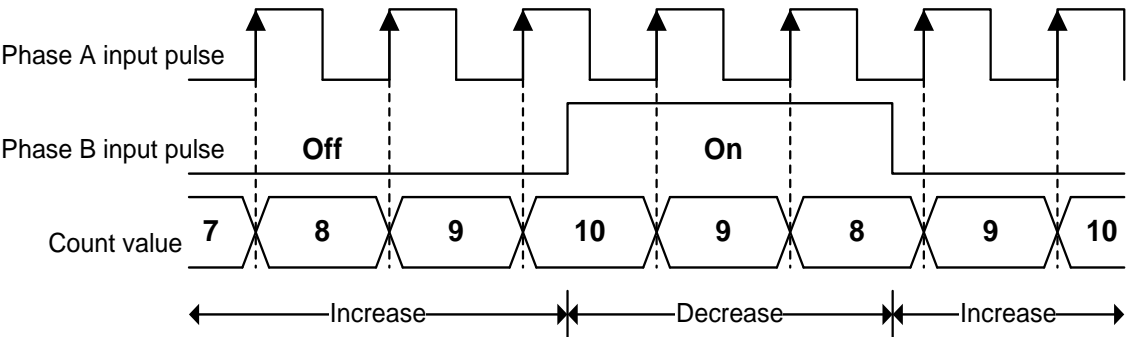 Phase A input pulse
Phase B input pulse Off On
Count value 7 8 9 10 9 8 9 10
Increase Decrease Increase